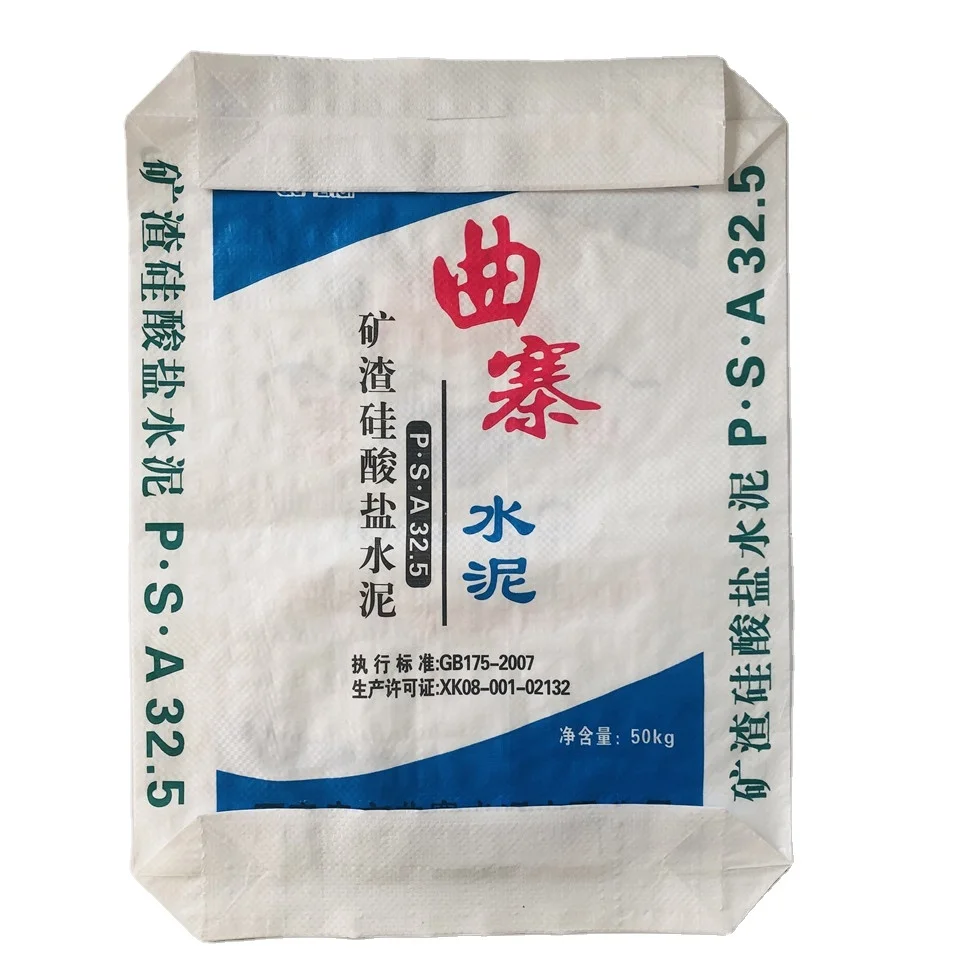 曲寨
水泥
矿渣硅酸盐水泥
P·S·A 32.5
执行标准:GB175-2007
生产许可证:XK08-001-02132
净含量: 50kg
矿渣硅酸盐水泥 P·S·A 32.5
矿渣硅酸盐水泥 P·S·A 32.5